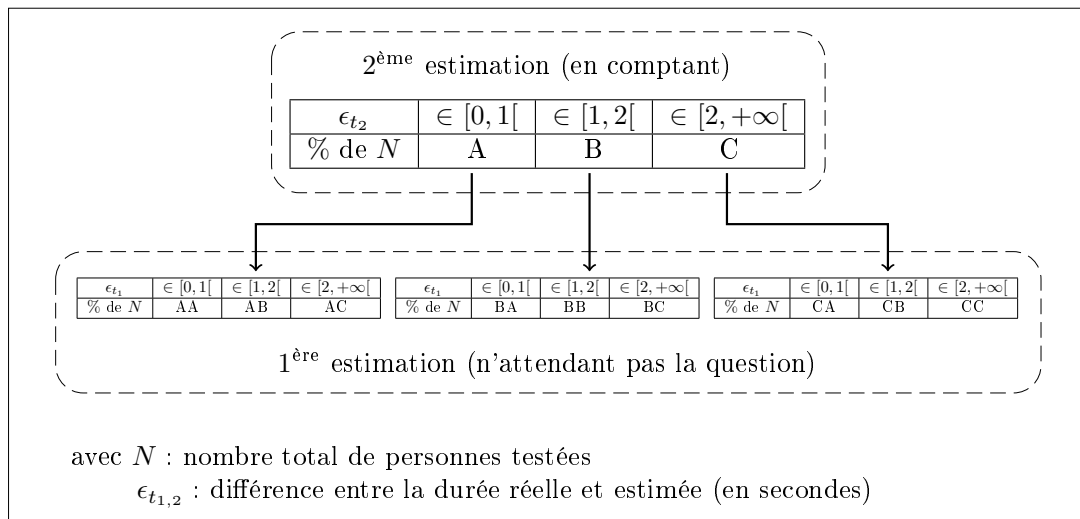 2ème estimation (en comptant)
ϵt2 ∈ [0, 1[ ∈ [1, 2[ ∈ [2, +∞[
% de N A B C
ϵt1 ∈ [0, 1[ ∈ [1, 2[ ∈ [2, +∞[ ϵt1 ∈ [0, 1[ ∈ [1, 2[ ∈ [2, +∞[ ϵt1 ∈ [0, 1[ ∈ [1, 2[ ∈ [2, +∞[
% de N AA AB AC % de N BA BB BC % de N CA CB CC
1ère estimation (n'attendant pas la question)
avec N : nombre total de personnes testées
ϵt1,2 : différence entre la durée réelle et estimée (en secondes)